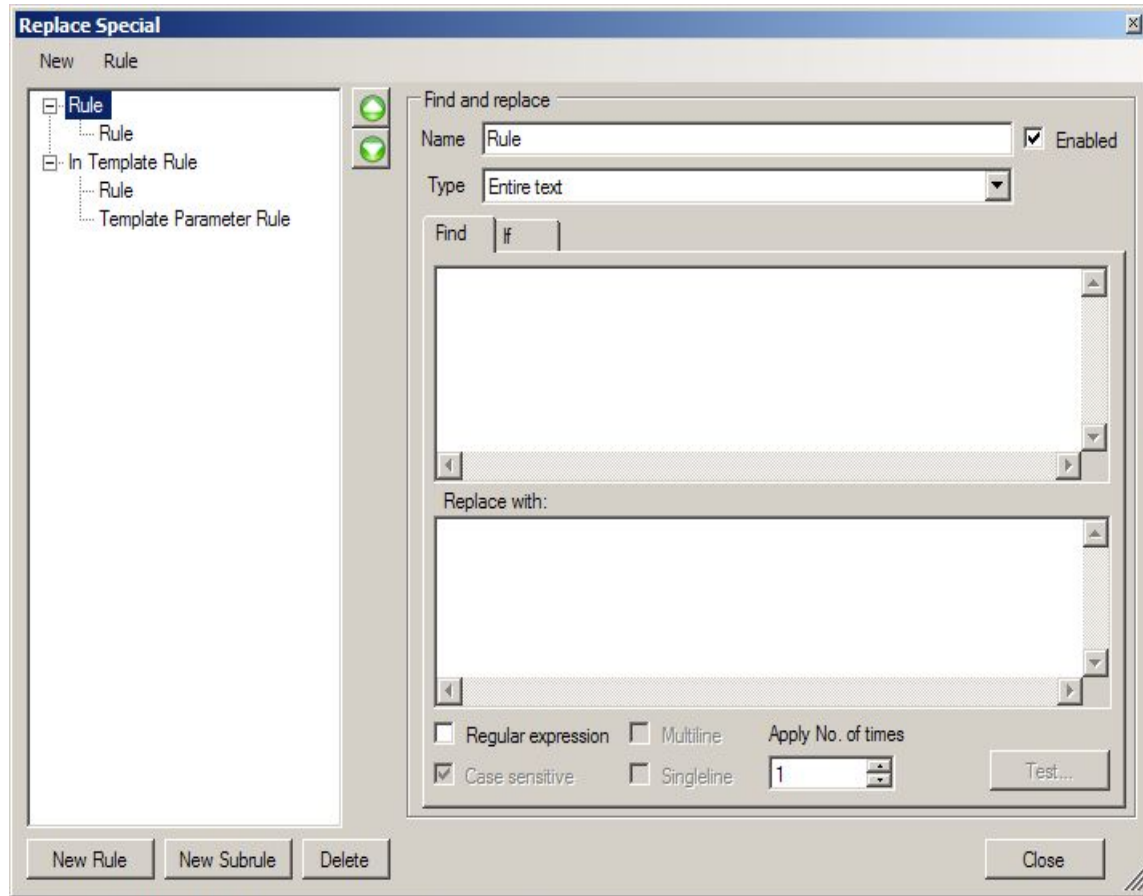 Replace Special
New Rule
Rule
Rule
In Template Rule
Rule
Template Parameter Rule
Find and replace
Name Rule Enabled
Type Entire text
Find If
Replace with:
Regular expression Multiline Apply No. of times
Case sensitive Singleline 1 Test...
New Rule New Subrule Delete Close